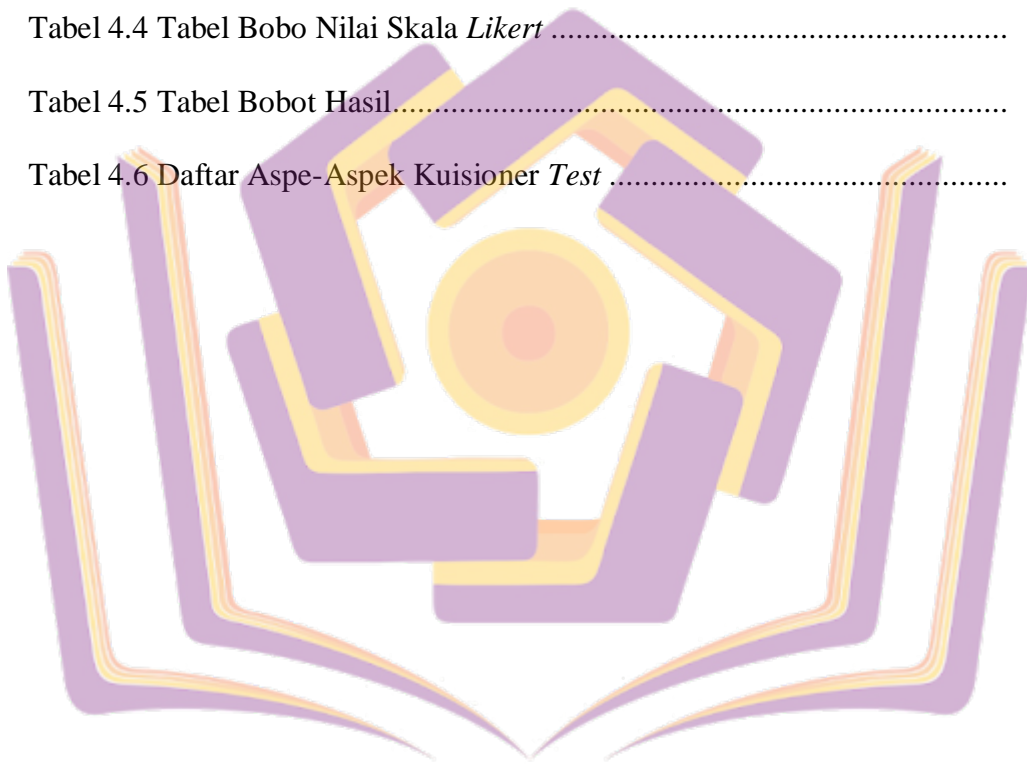 Tabel 4.4 Tabel Bobo Nilai Skala Likert ........................................................
Tabel 4.5 Tabel Bobot Hasil............................................................................
Tabel 4.6 Daftar Aspe-Aspek Kuisioner Test .................................................